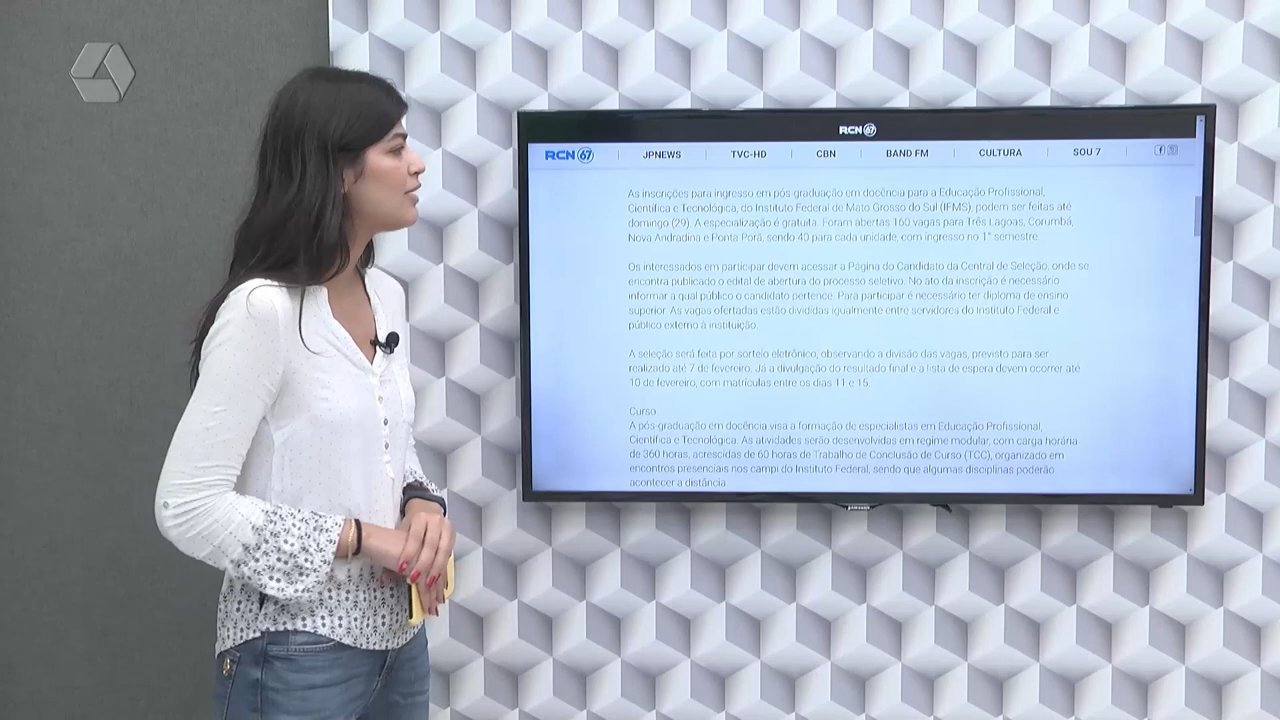 RCN 67
RCN 67 JPNEWS TVC-HD CBN BAND FM CULTURA SOU 7
As inscrições para ingresso em pós-graduação em docência para a Educação Profissional,
Científica e Tecnológica, do Instituto Federal de Mato Grosso do Sul (IFMS), podem ser feitas até
domingo (29). A especialização é gratuita. Foram abertas 160 vagas para Três Lagoas, Corumbá,
Nova Andradina e Ponta Porã, sendo 40 para cada unidade, com ingresso no 1° semestre.
Os interessados em participar devem acessar a Página do Candidato da Central de Seleção, onde se
encontra publicado o edital de abertura do processo seletivo. No ato da inscrição é necessário
informar a qual público o candidato pertence. Para participar é necessário ter diploma de ensino
superior. As vagas ofertadas estão divididas igualmente entre servidores do Instituto Federal e
público externo à instituição.
A seleção será feita por sorteio eletrônico, observando a divisão das vagas, previsto para ser
realizado até 7 de fevereiro. Já a divulgação do resultado final e a lista de espera devem ocorrer até
10 de fevereiro, com matrículas entre os dias 11 e 15.
Curso
A pós-graduação em docência visa a formação de especialistas em Educação Profissional,
Científica e Tecnológica. As atividades serão desenvolvidas em regime modular, com carga horária
de 360 horas, acrescidas de 60 horas de Trabalho de Conclusão de Curso (TCC), organizado em
encontros presenciais nos campi do Instituto Federal, sendo que algumas disciplinas poderão
acontecer a distância
SAMSUNG